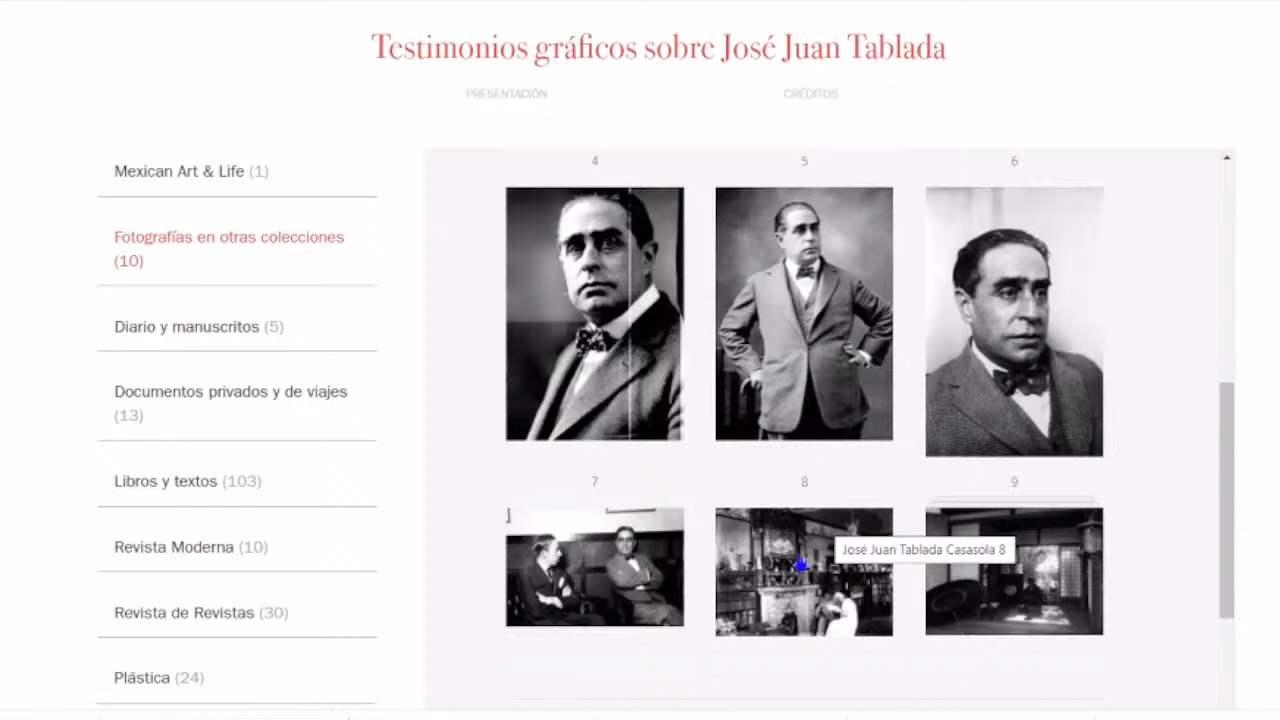 Testimonios gráficos sobre José Juan Tablada
PRESENTACIÓN
CRÉDITOS
Mexican Art & Life (1)
Fotografías en otras colecciones
(10)
Diario y manuscritos (5)
Documentos privados y de viajes
(13)
Libros y textos (103)
Revista Moderna (10)
Revista de Revistas (30)
Plástica (24)
4
5
6
7
8
9
José Juan Tablada Casasola 8